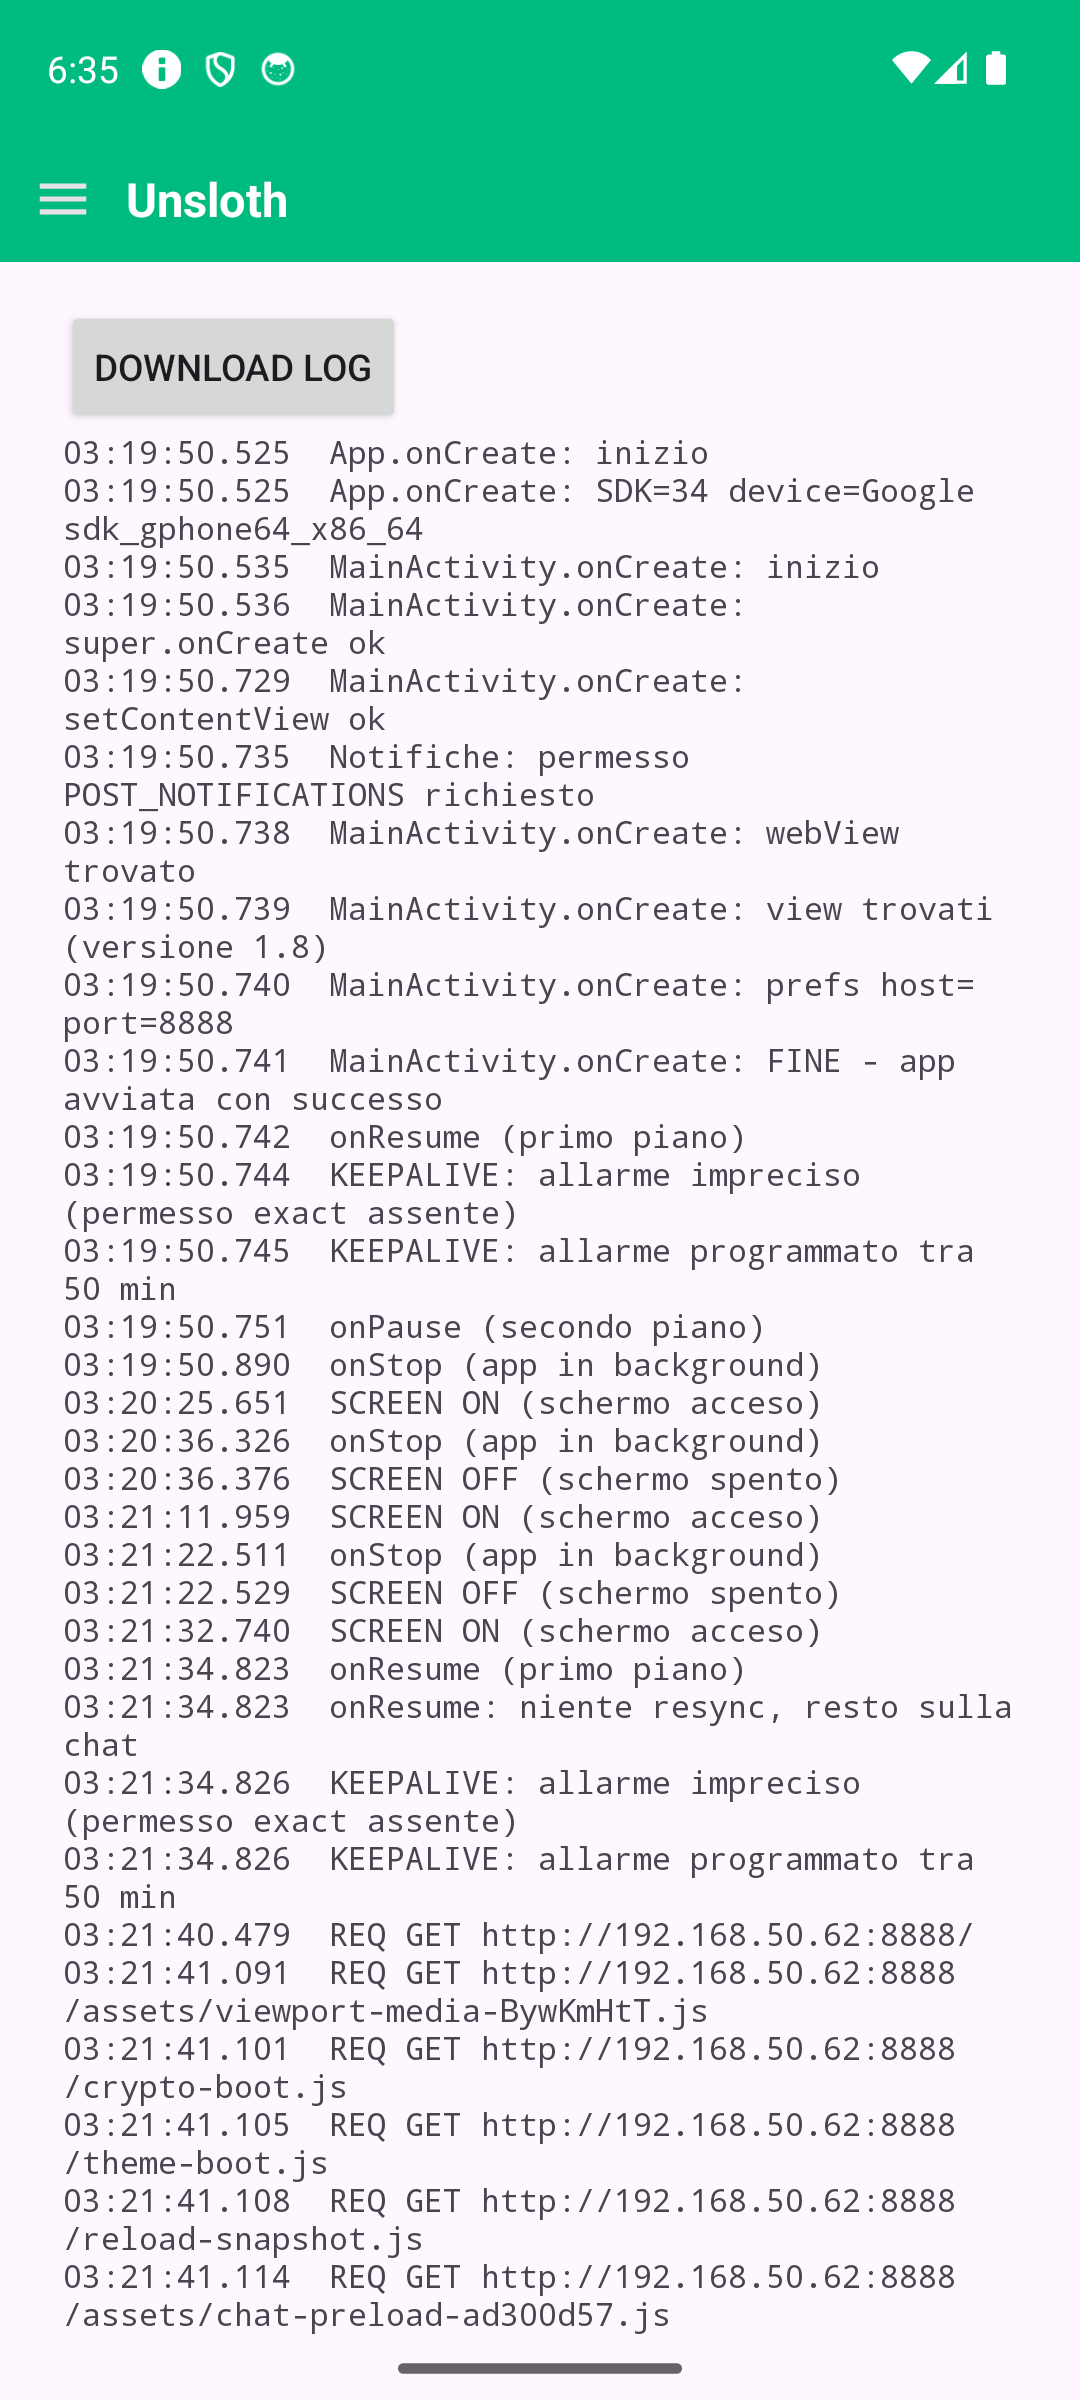 6:35
Unsloth
DOWNLOAD LOG
03:19:50.525  App.onCreate: inizio
03:19:50.525  App.onCreate: SDK=34 device=Google
sdk_gphone64_x86_64
03:19:50.535  MainActivity.onCreate: inizio
03:19:50.536  MainActivity.onCreate:
super.onCreate ok
03:19:50.729  MainActivity.onCreate:
setContentView ok
03:19:50.735  Notifiche: permesso
POST_NOTIFICATIONS richiesto
03:19:50.738  MainActivity.onCreate: webView
trovato
03:19:50.739  MainActivity.onCreate: view trovati
(versione 1.8)
03:19:50.740  MainActivity.onCreate: prefs host=
port=8888
03:19:50.741  MainActivity.onCreate: FINE - app
avviata con successo
03:19:50.742  onResume (primo piano)
03:19:50.744  KEEPALIVE: allarme impreciso
(permesso exact assente)
03:19:50.745  KEEPALIVE: allarme programmato tra
50 min
03:19:50.751  onPause (secondo piano)
03:19:50.890  onStop (app in background)
03:20:25.651  SCREEN ON (schermo acceso)
03:20:36.326  onStop (app in background)
03:20:36.376  SCREEN OFF (schermo spento)
03:21:11.959  SCREEN ON (schermo acceso)
03:21:22.511  onStop (app in background)
03:21:22.529  SCREEN OFF (schermo spento)
03:21:32.740  SCREEN ON (schermo acceso)
03:21:34.823  onResume (primo piano)
03:21:34.823  onResume: niente resync, resto sulla
chat
03:21:34.826  KEEPALIVE: allarme impreciso
(permesso exact assente)
03:21:34.826  KEEPALIVE: allarme programmato tra
50 min
03:21:40.479  REQ GET http://192.168.50.62:8888/
03:21:41.091  REQ GET http://192.168.50.62:8888
/assets/viewport-media-BywKmHtT.js
03:21:41.101  REQ GET http://192.168.50.62:8888
/crypto-boot.js
03:21:41.105  REQ GET http://192.168.50.62:8888
/theme-boot.js
03:21:41.108  REQ GET http://192.168.50.62:8888
/reload-snapshot.js
03:21:41.114  REQ GET http://192.168.50.62:8888
/assets/chat-preload-ad300d57.js